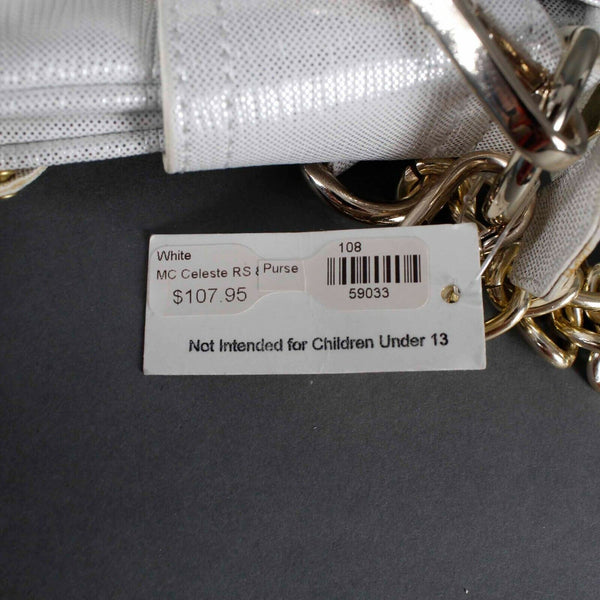 White
MC Celeste RS & Purse
$107.95
108
59033
Not Intended for Children Under 13